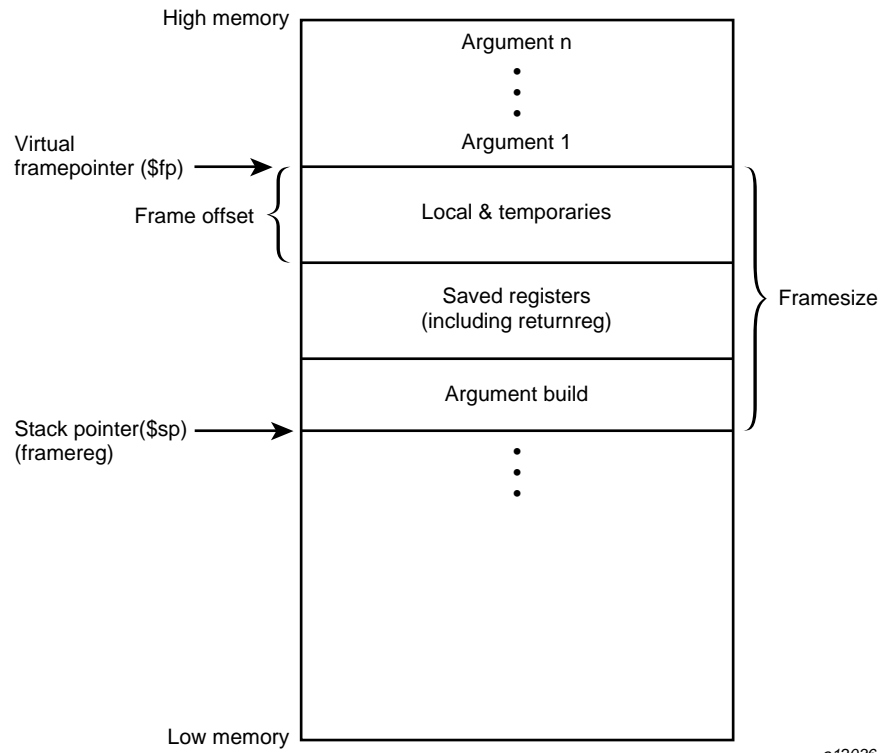 High memory
Argument n
Argument 1
Virtual
framepointer ($fp)
Frame offset
Local & temporaries
Saved registers
(including returnreg)
Framesize
Argument build
Stack pointer($sp)
(framereg)
Low memory